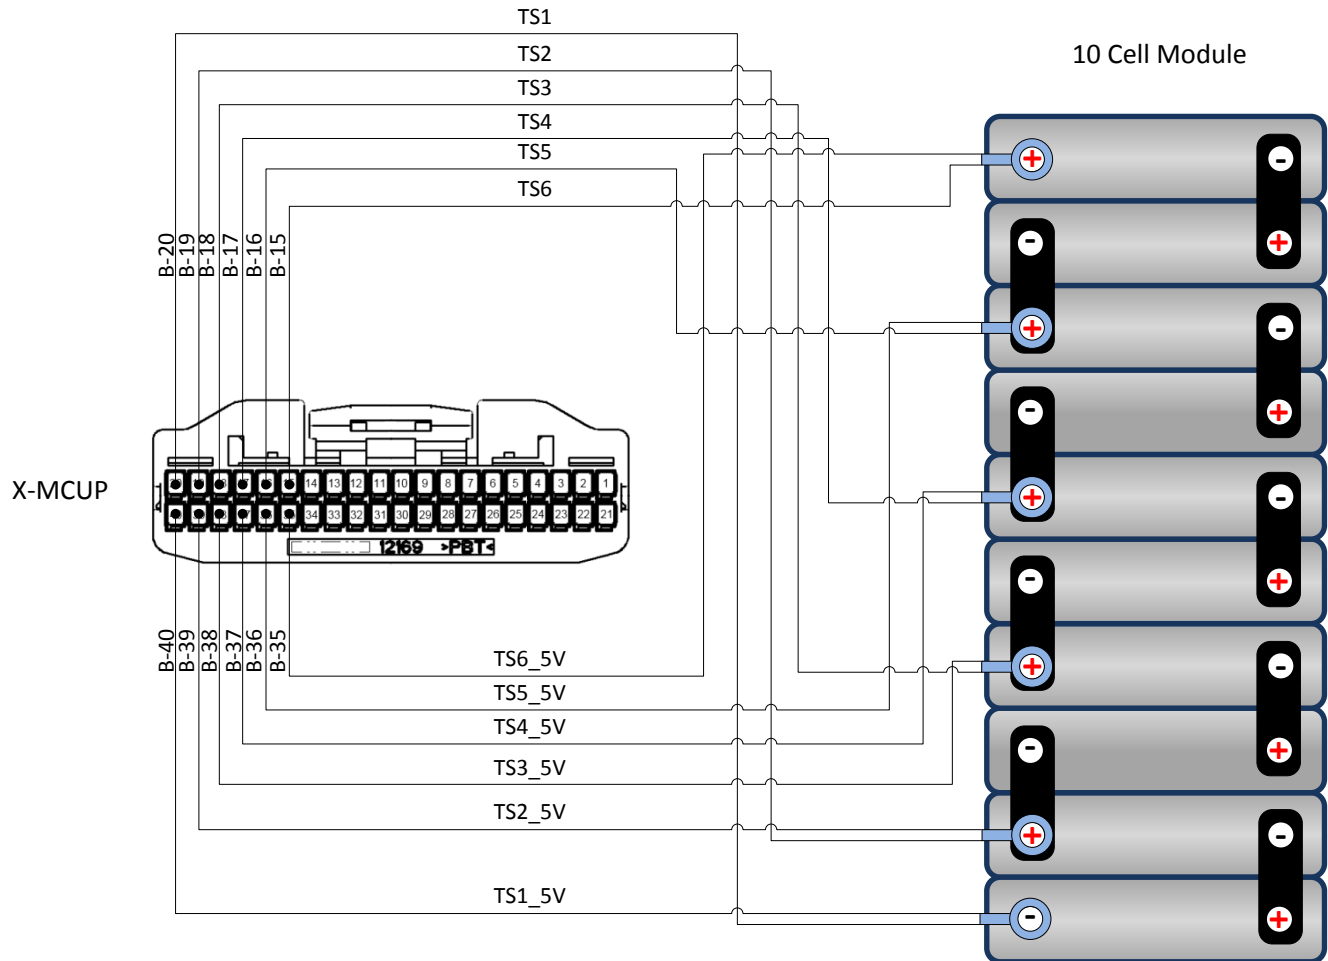 TS1
TS2
10 Cell Module
TS3
TS4
TS5
TS6
B-20
B-19
B-18
B-17
B-16
B-15
+ -
- +
+ -
- +
+ -
- +
+ -
- +
+ -
- +
X-MCUP
14 13 12 11 10 9 8 7 6 5 4 3 2 1
34 33 32 31 30 29 28 27 26 25 24 23 22 21
12169 >PBT<
B-40
B-39
B-38
B-37
B-36
B-35
TS6_5V
TS5_5V
TS4_5V
TS3_5V
TS2_5V
TS1_5V